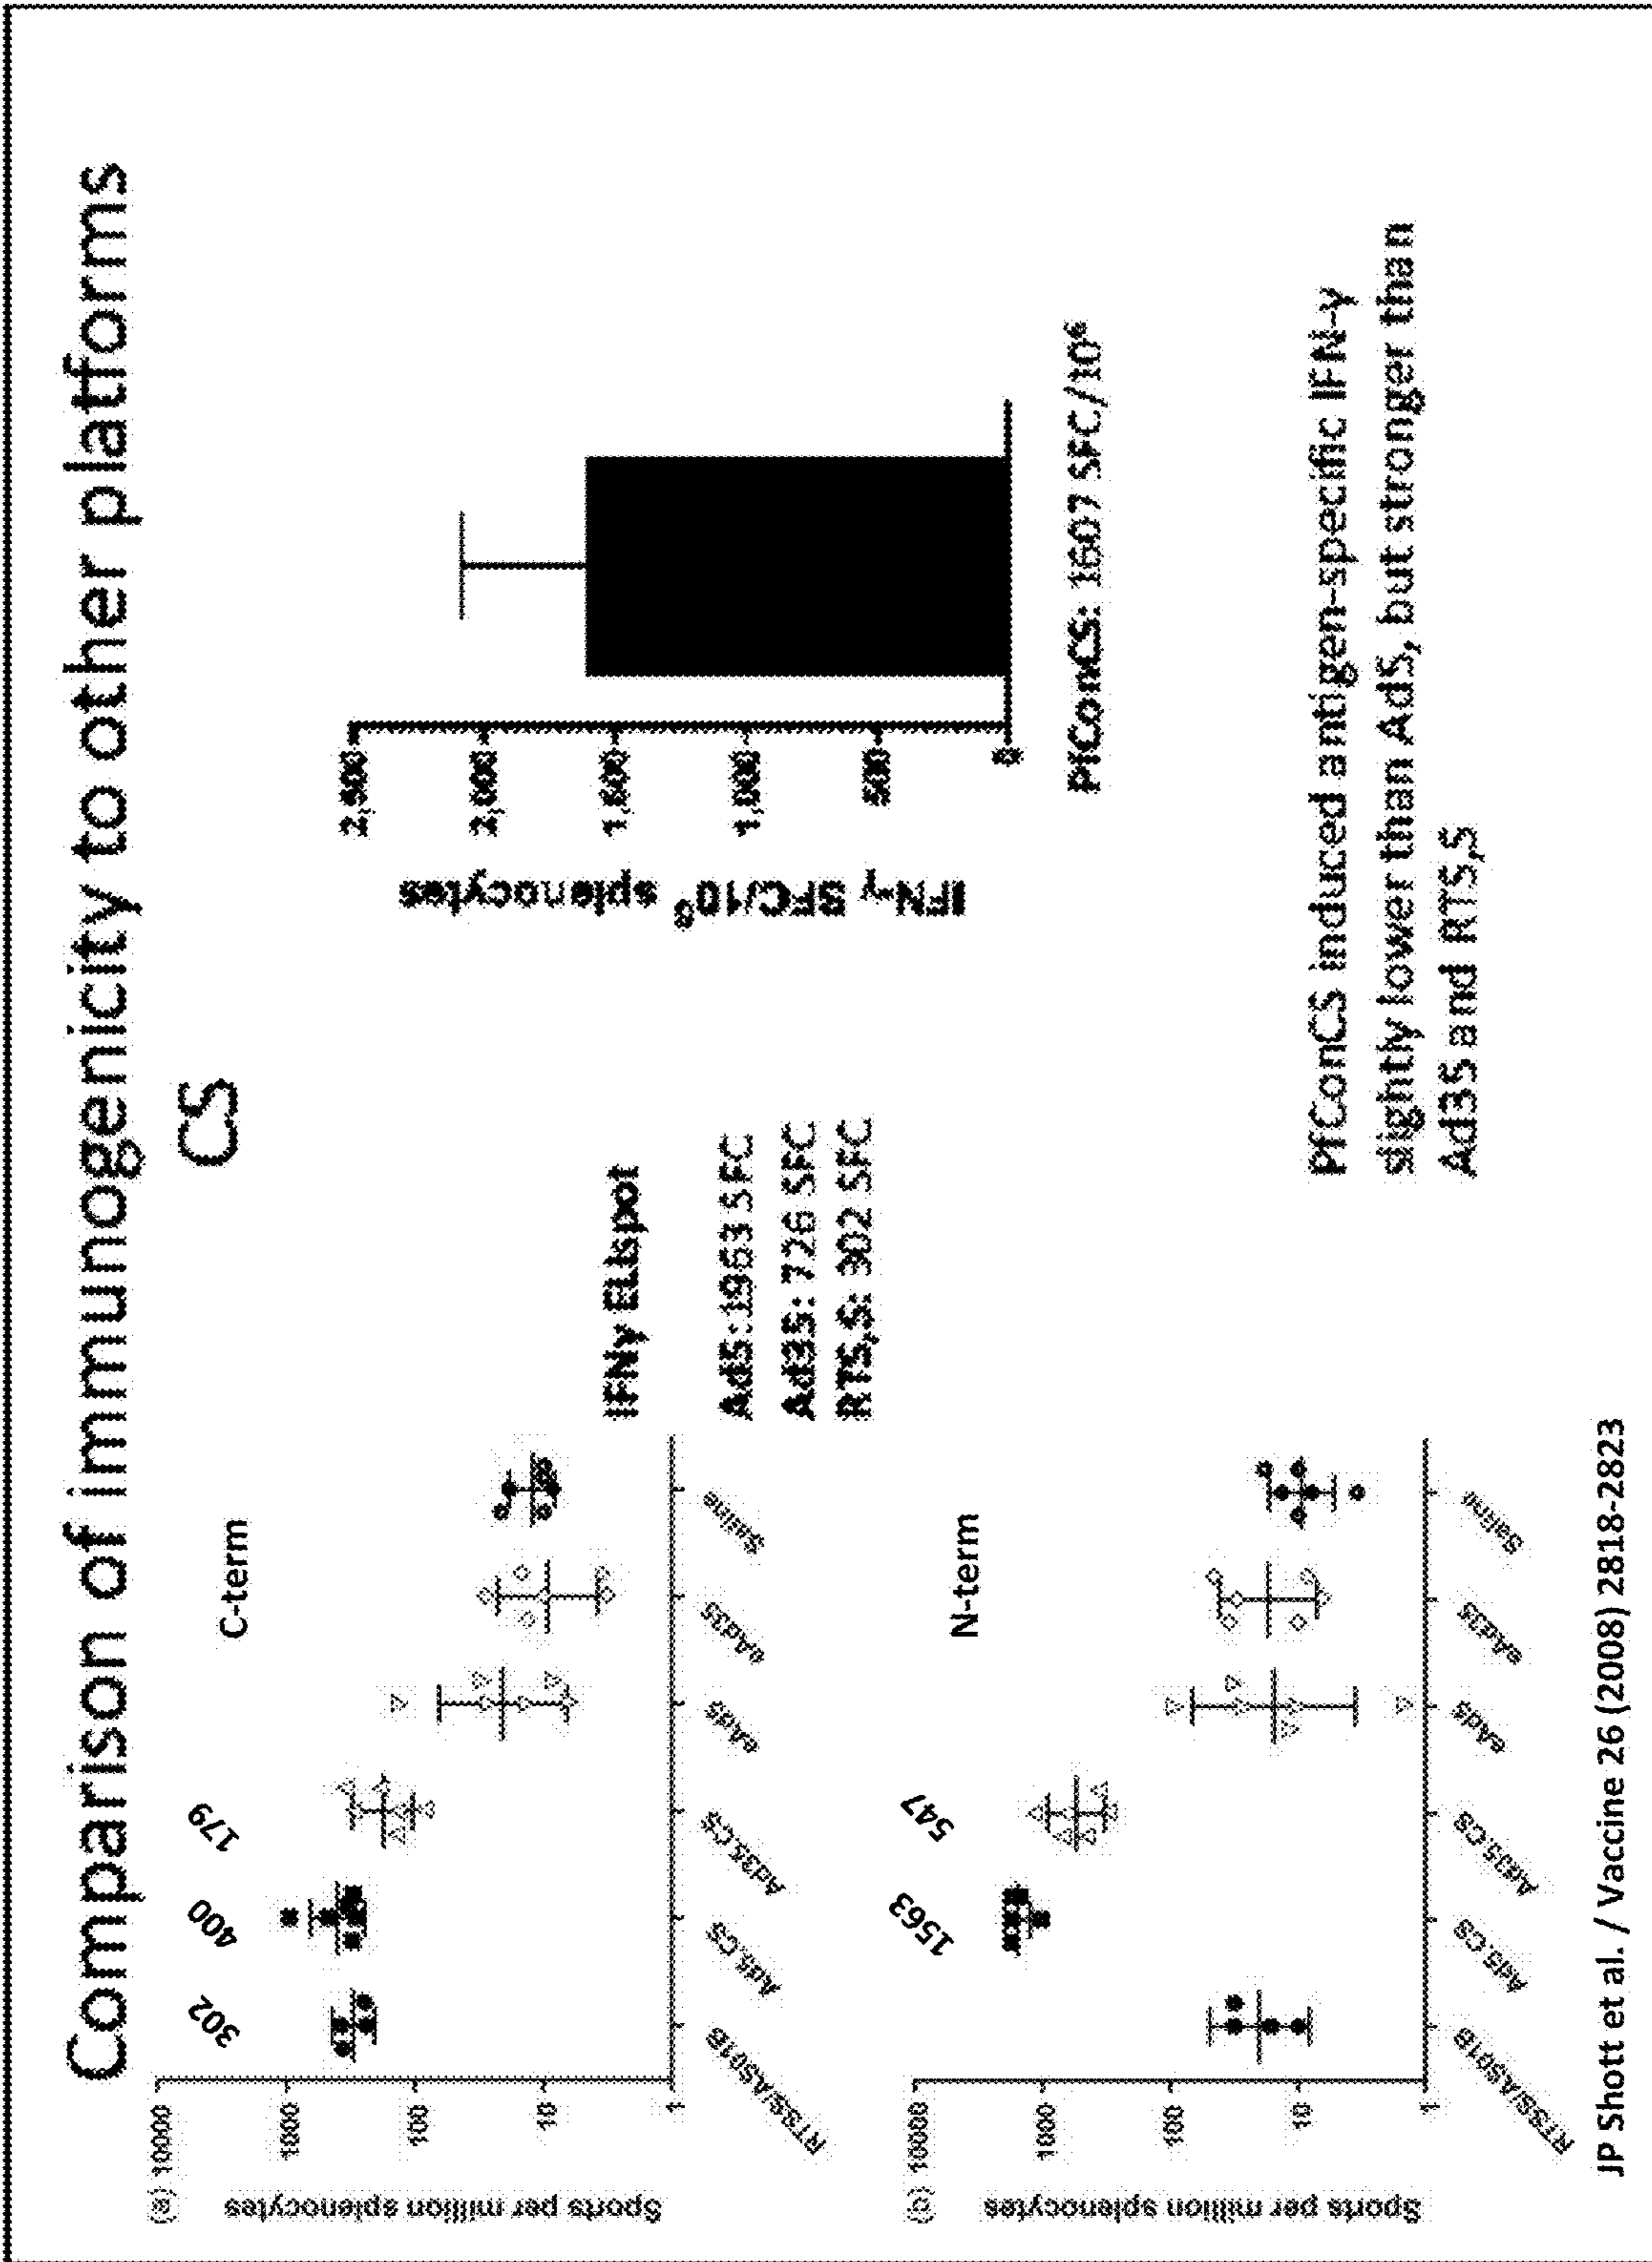 Comparison of immunogenicity to other platforms
CS
(a)
Sports per million splenocytes
10000
1000
100
10
1
C-term
302
400
179
RTSS/AS01B
Ad5.CS
Ad35.CS
eAd5
eAd35
Saline
IFNγ ELIspot
Ad5:1963 SFC
Ad35: 726 SFC
RTS,S: 302 SFC
IFN-γ SFC/10⁶
splenocytes
2,500
2,000
1,500
1,000
500
0
PfConCS: 1607 SFC/10⁶
(c)
Sports per million splenocytes
10000
1000
100
10
1
N-term
1563
547
RTSS/AS01B
Ad5.CS
Ad35.CS
eAd5
eAd35
Saline
PfConCS induced antigen-specific IFN-γ
slightly lower than Ad5, but stronger than
Ad35 and RTS,S
JP Shott et al. / Vaccine 26 (2008) 2818-2823